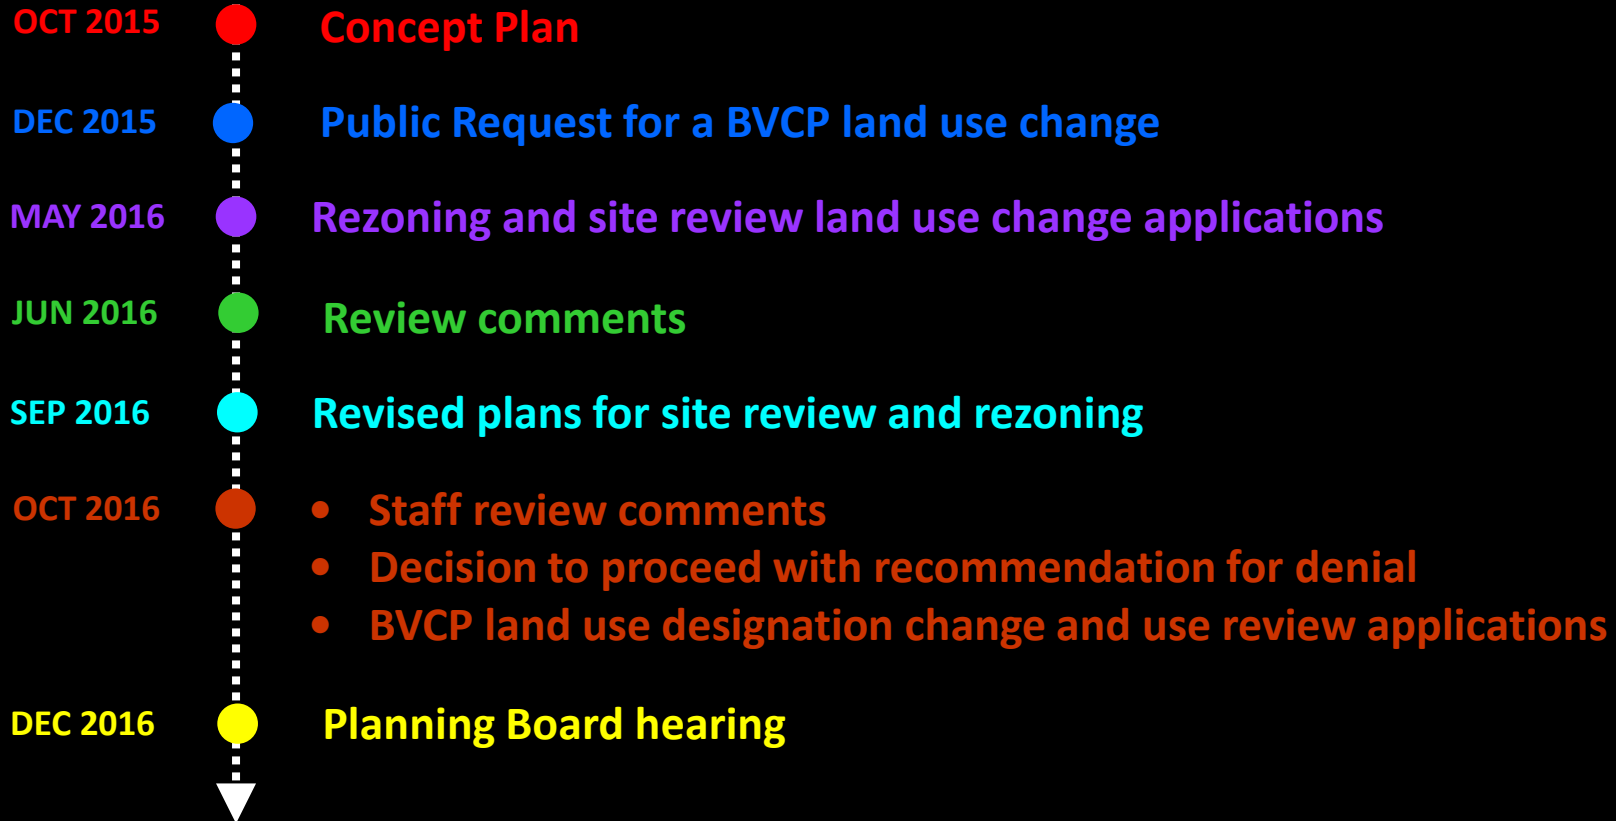 OCT 2015 Concept Plan
DEC 2015 Public Request for a BVCP land use change
MAY 2016 Rezoning and site review land use change applications
JUN 2016 Review comments
SEP 2016 Revised plans for site review and rezoning
OCT 2016 • Staff review comments
• Decision to proceed with recommendation for denial
• BVCP land use designation change and use review applications
DEC 2016 Planning Board hearing